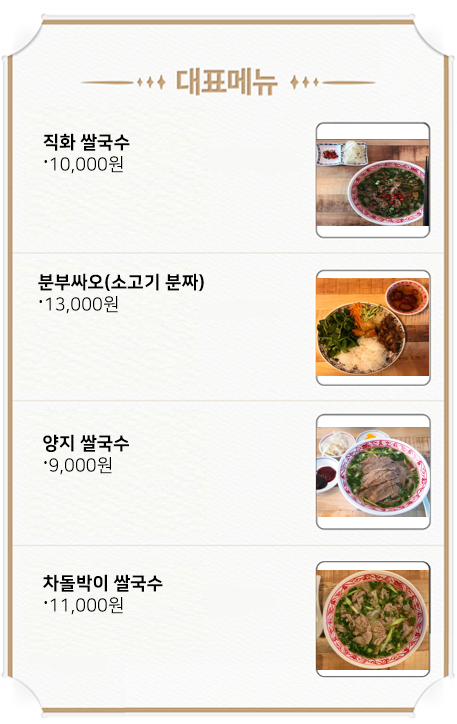 대표메뉴
직화 쌀국수
·10,000원
분부싸오(소고기 분짜)
·13,000원
양지 쌀국수
·9,000원
차돌박이 쌀국수
·11,000원